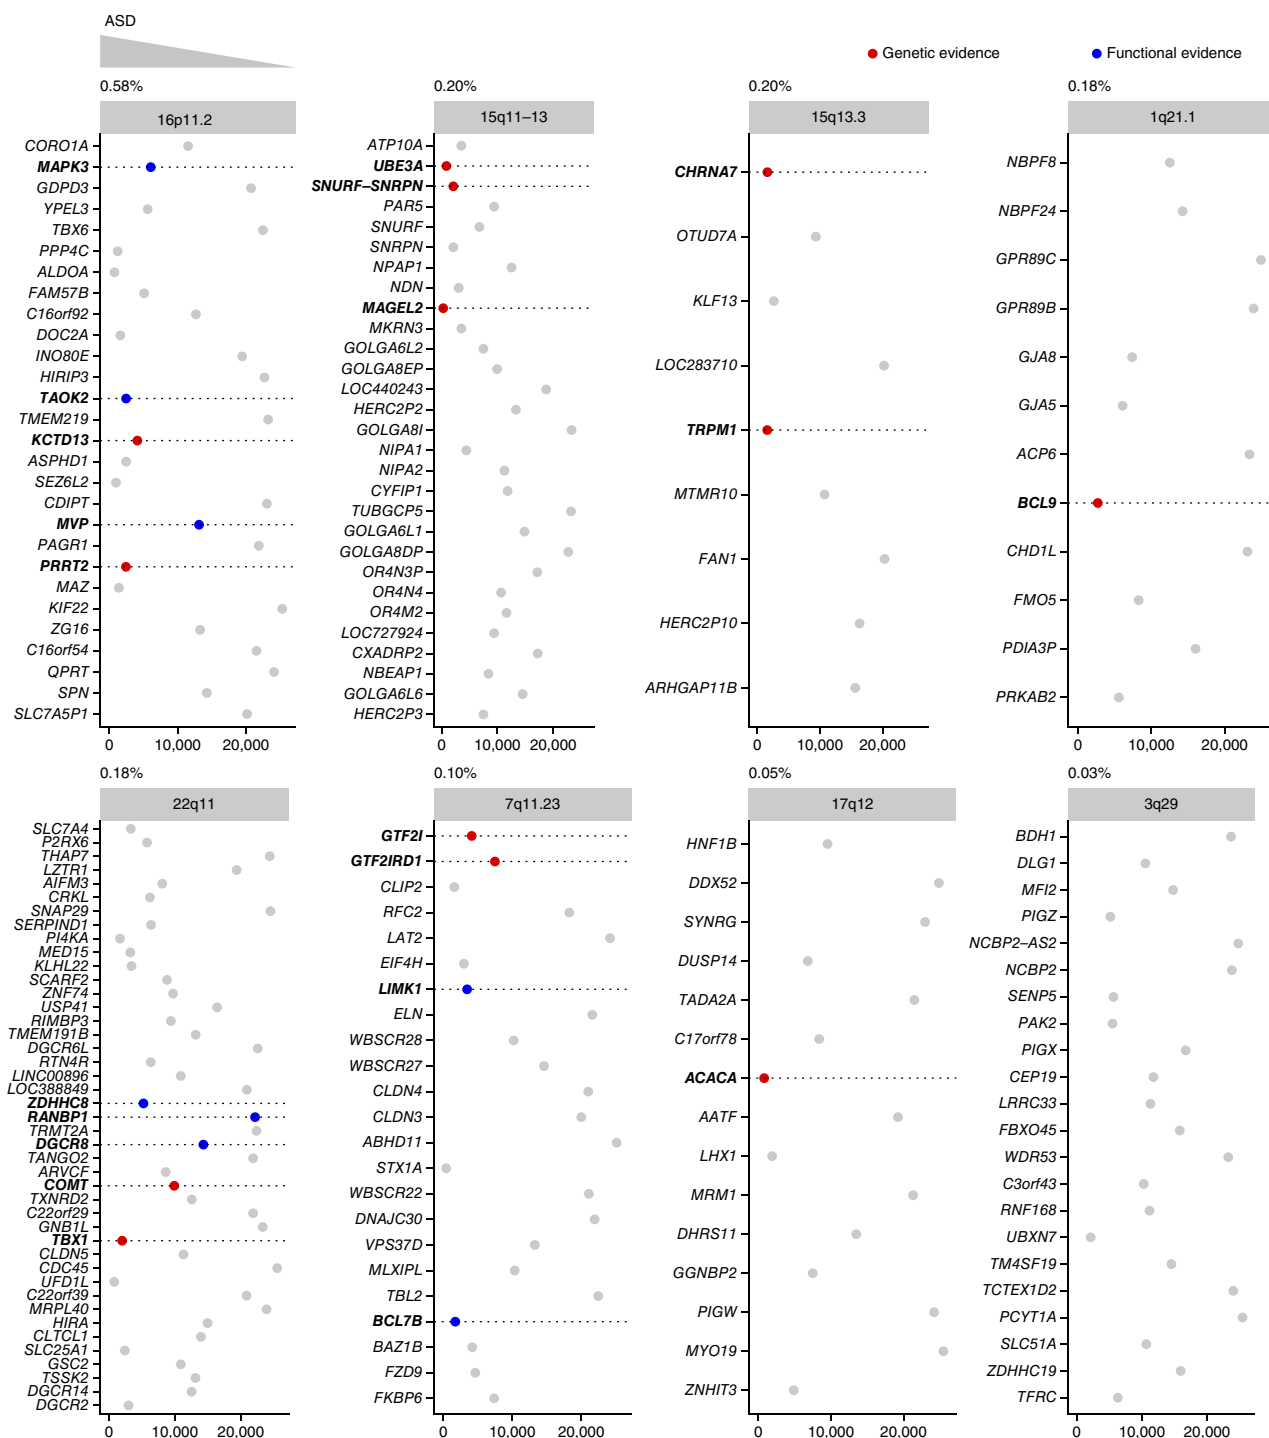 ASD
Genetic evidence
Functional evidence
0.58%
16p11.2
CORO1A
MAPK3
GDPD3
YPEL3
TBX6
PPP4C
ALDOA
FAM57B
C16orf92
DOC2A
INO80E
HIRIP3
TAOK2
TMEM219
KCTD13
ASPHD1
SEZ6L2
CDIPT
MVP
PAGR1
PRRT2
MAZ
KIF22
ZG16
C16orf54
QPRT
SPN
SLC7A5P1
0 10,000 20,000
0.20%
15q11–13
ATP10A
UBE3A
SNURF–SNRPN
PAR5
SNURF
SNRPN
NPAP1
NDN
MAGEL2
MKRN3
GOLGA6L2
GOLGA8EP
LOC440243
HERC2P2
GOLGA8I
NIPA1
NIPA2
CYFIP1
TUBGCP5
GOLGA6L1
GOLGA8DP
OR4N3P
OR4N4
OR4M2
LOC727924
CXADRP2
NBEAP1
GOLGA6L6
HERC2P3
0 10,000 20,000
0.20%
15q13.3
CHRNA7
OTUD7A
KLF13
LOC283710
TRPM1
MTMR10
FAN1
HERC2P10
ARHGAP11B
0 10,000 20,000
0.18%
1q21.1
NBPF8
NBPF24
GPR89C
GPR89B
GJA8
GJA5
ACP6
BCL9
CHD1L
FMO5
PDIA3P
PRKAB2
0 10,000 20,000
0.18%
22q11
SLC7A4
P2RX6
THAP7
LZTR1
AIFM3
CRKL
SNAP29
SERPIND1
PI4KA
MED15
KLHL22
SCARF2
ZNF74
USP41
RIMBP3
TMEM191B
DGCR6L
RTN4R
LINC00896
LOC388849
ZDHHC8
RANBP1
TRMT2A
DGCR8
TANGO2
ARVCF
COMT
TXNRD2
C22orf29
GNB1L
TBX1
CLDN5
CDC45
UFD1L
C22orf39
MRPL40
HIRA
CLTCL1
SLC25A1
GSC2
TSSK2
DGCR14
DGCR2
0 10,000 20,000
0.10%
7q11.23
GTF2I
GTF2IRD1
CLIP2
RFC2
LAT2
EIF4H
LIMK1
ELN
WBSCR28
WBSCR27
CLDN4
CLDN3
ABHD11
STX1A
WBSCR22
DNAJC30
VPS37D
MLXIPL
TBL2
BCL7B
BAZ1B
FZD9
FKBP6
0 10,000 20,000
0.05%
17q12
HNF1B
DDX52
SYNRG
DUSP14
TADA2A
C17orf78
ACACA
AATF
LHX1
MRM1
DHRS11
GGNBP2
PIGW
MYO19
ZNHIT3
0 10,000 20,000
0.03%
3q29
BDH1
DLG1
MFI2
PIGZ
NCBP2–AS2
NCBP2
SENP5
PAK2
PIGX
CEP19
LRRC33
FBXO45
WDR53
C3orf43
RNF168
UBXN7
TM4SF19
TCTEX1D2
PCYT1A
SLC51A
ZDHHC19
TFRC
0 10,000 20,000